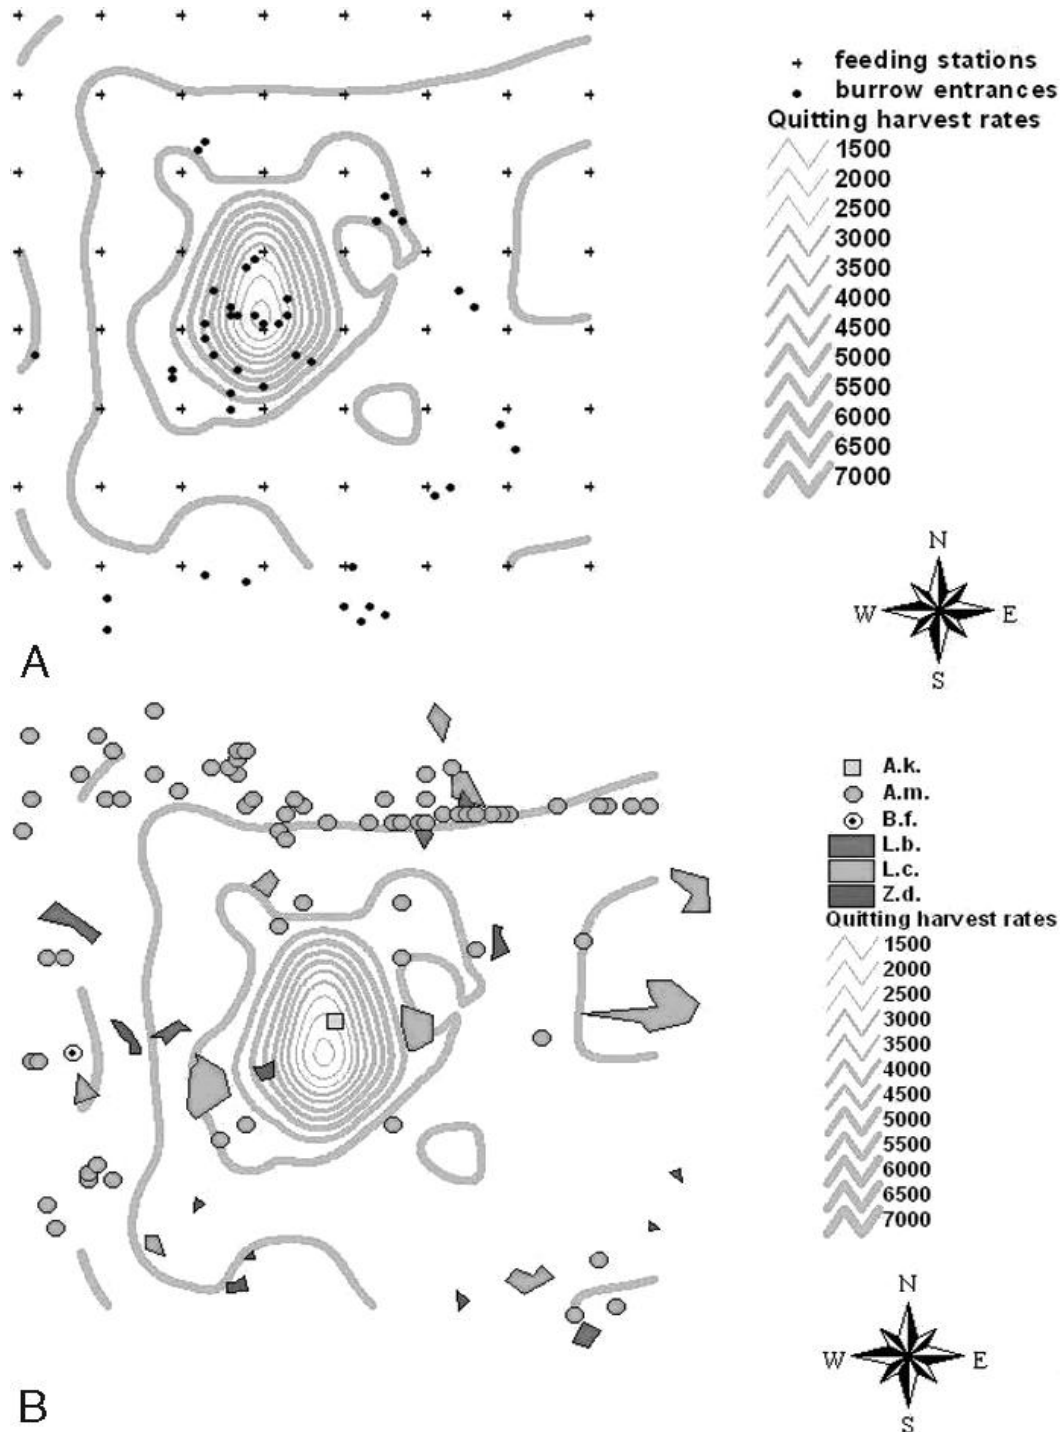 feeding stations
burrow entrances
Quitting harvest rates
1500
2000
2500
3000
3500
4000
4500
5000
5500
6000
6500
7000
N
W E
S
A
A.k.
A.m.
B.f.
L.b.
L.c.
Z.d.
Quitting harvest rates
1500
2000
2500
3000
3500
4000
4500
5000
5500
6000
6500
7000
N
W E
S
B